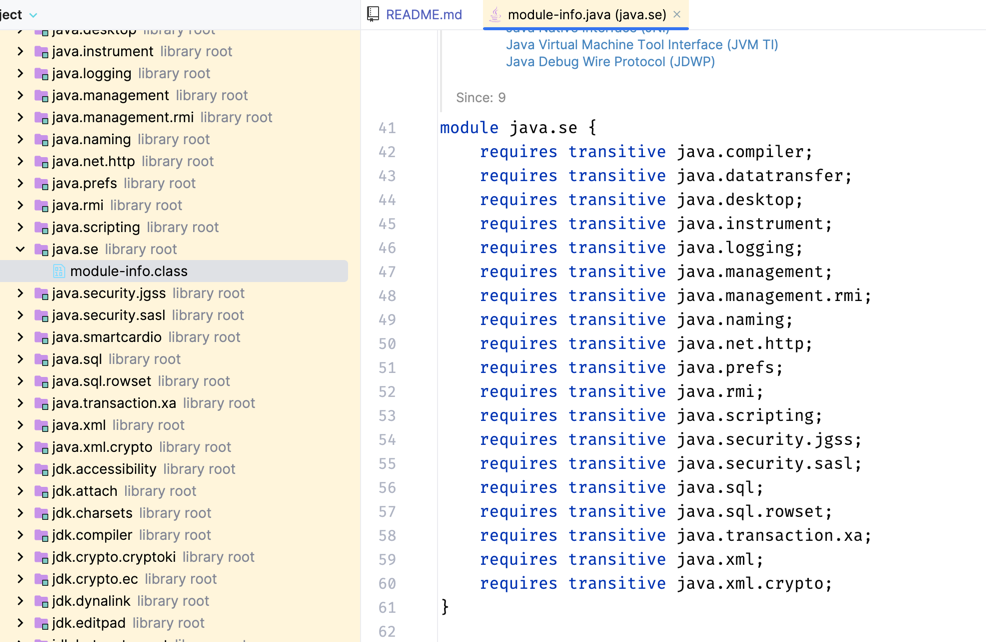 ject
README.md
module-info.java (java.se)
java.desktop library root
java.instrument library root
java.logging library root
java.management library root
java.management.rmi library root
java.naming library root
java.net.http library root
java.prefs library root
java.rmi library root
java.scripting library root
java.se library root
module-info.class
java.security.jgss library root
java.security.sasl library root
java.smartcardio library root
java.sql library root
java.sql.rowset library root
java.transaction.xa library root
java.xml library root
java.xml.crypto library root
jdk.accessibility library root
jdk.attach library root
jdk.charsets library root
jdk.compiler library root
jdk.crypto.cryptoki library root
jdk.crypto.ec library root
jdk.dynalink library root
jdk.editpad library root
Java Native Interface (JNI)
Java Virtual Machine Tool Interface (JVM TI)
Java Debug Wire Protocol (JDWP)
Since: 9
41 module java.se {
42 requires transitive java.compiler;
43 requires transitive java.datatransfer;
44 requires transitive java.desktop;
45 requires transitive java.instrument;
46 requires transitive java.logging;
47 requires transitive java.management;
48 requires transitive java.management.rmi;
49 requires transitive java.naming;
50 requires transitive java.net.http;
51 requires transitive java.prefs;
52 requires transitive java.rmi;
53 requires transitive java.scripting;
54 requires transitive java.security.jgss;
55 requires transitive java.security.sasl;
56 requires transitive java.sql;
57 requires transitive java.sql.rowset;
58 requires transitive java.transaction.xa;
59 requires transitive java.xml;
60 requires transitive java.xml.crypto;
61 }
62